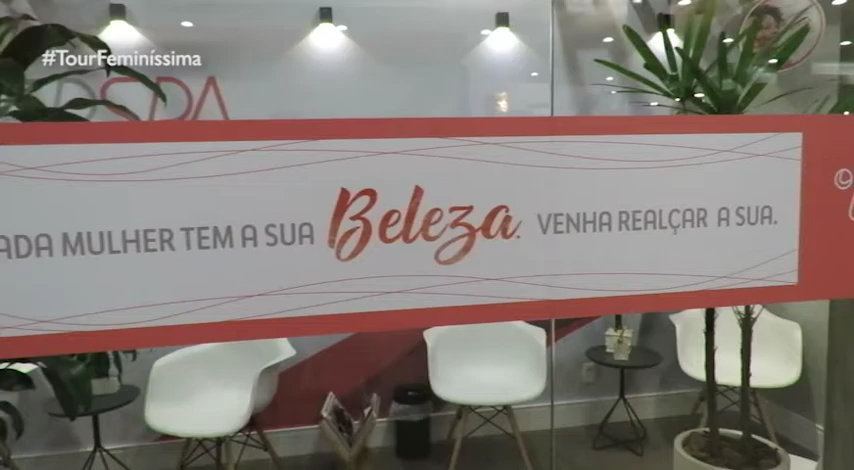 #TourFeminíssima
SPA
ADA MULHER TEM A SUA Beleza. VENHA REALÇAR A SUA.